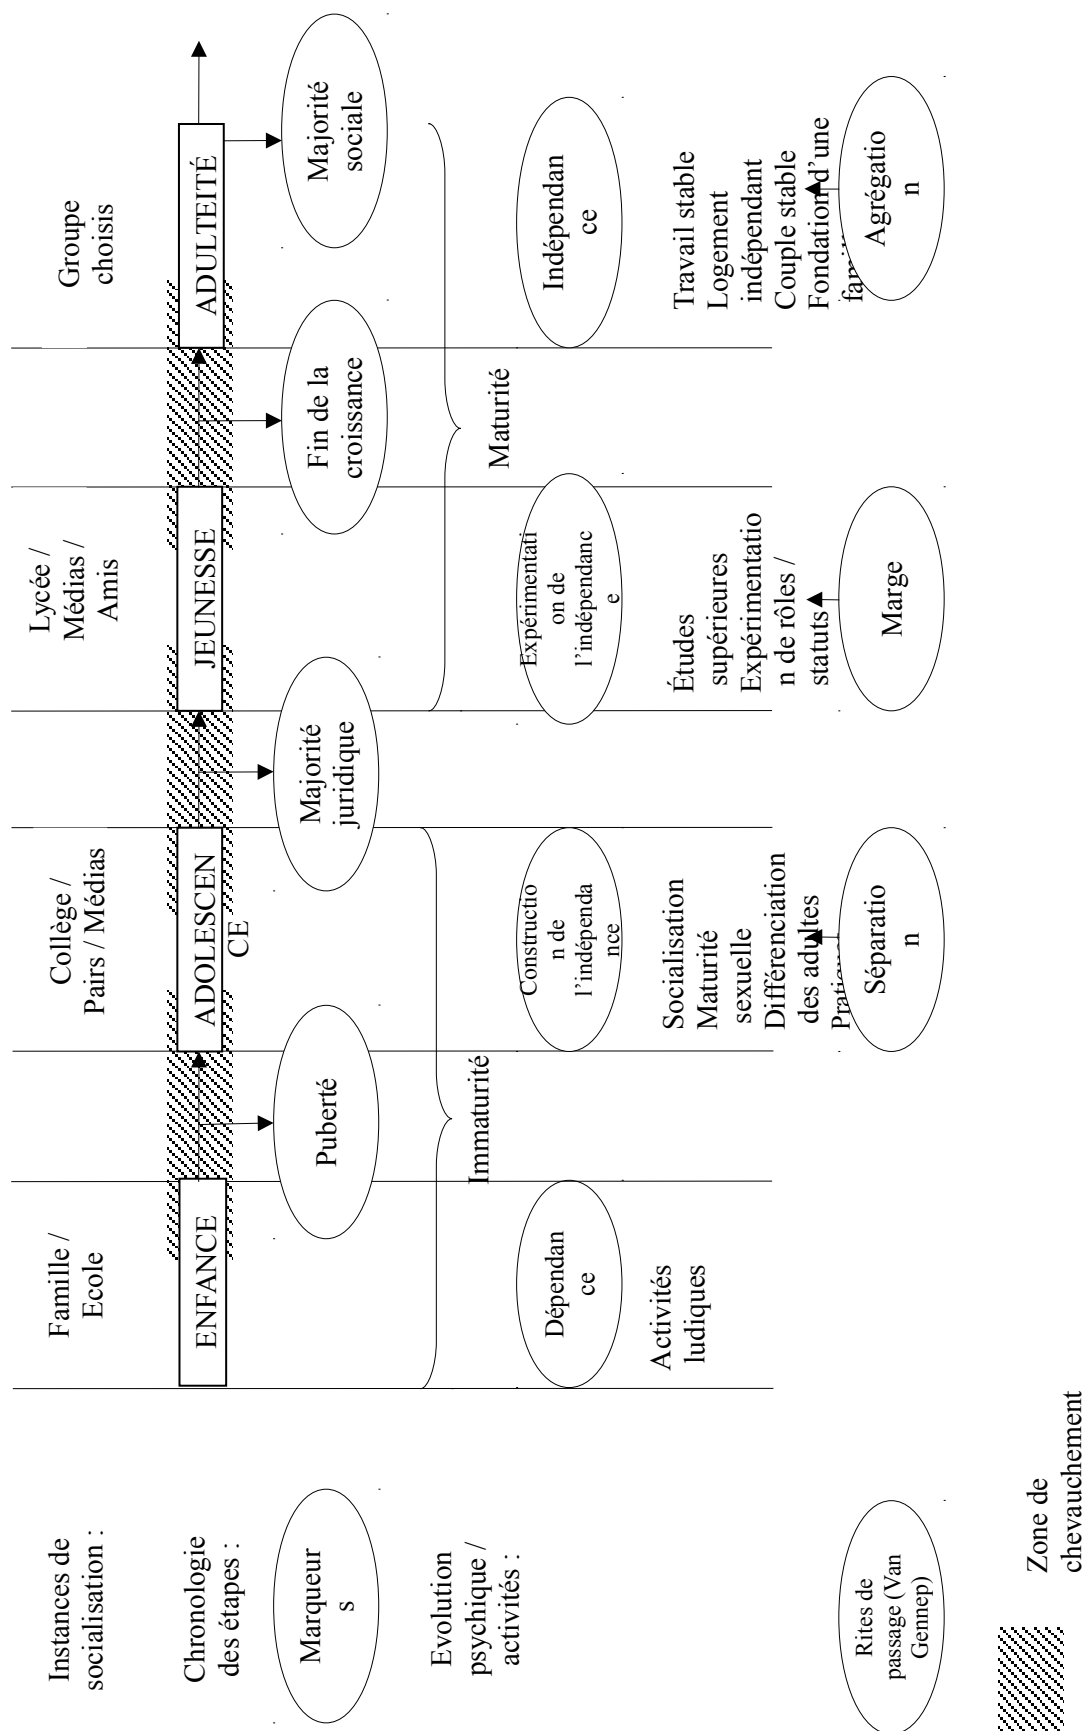 Instances de
socialisation :
Famille /
Ecole
Collège /
Pairs / Médias
Lycée /
Médias /
Amis
Groupe
choisis
Chronologie
des étapes :
ENFANCE
ADOLESCEN
CE
JEUNESSE
ADULTEITÉ
Marqueur
s
Puberté
Majorité
juridique
Fin de la
croissance
Majorité
sociale
Evolution
psychique /
activités :
Immaturité
Maturité
Dépendan
ce
Constructio
n de
l’indépenda
nce
Expérimentati
on de
l’indépendanc
e
Indépendan
ce
Activités
ludiques
Socialisation
Maturité
sexuelle
Différenciation
des adultes
Études
supérieures
Expérimentatio
n de rôles /
statuts
Travail stable
Logement
indépendant
Couple stable
Fondation d’une
Rites de
passage (Van
Gennep)
Séparatio
n
Marge
Agrégatio
n
Zone de
chevauchement